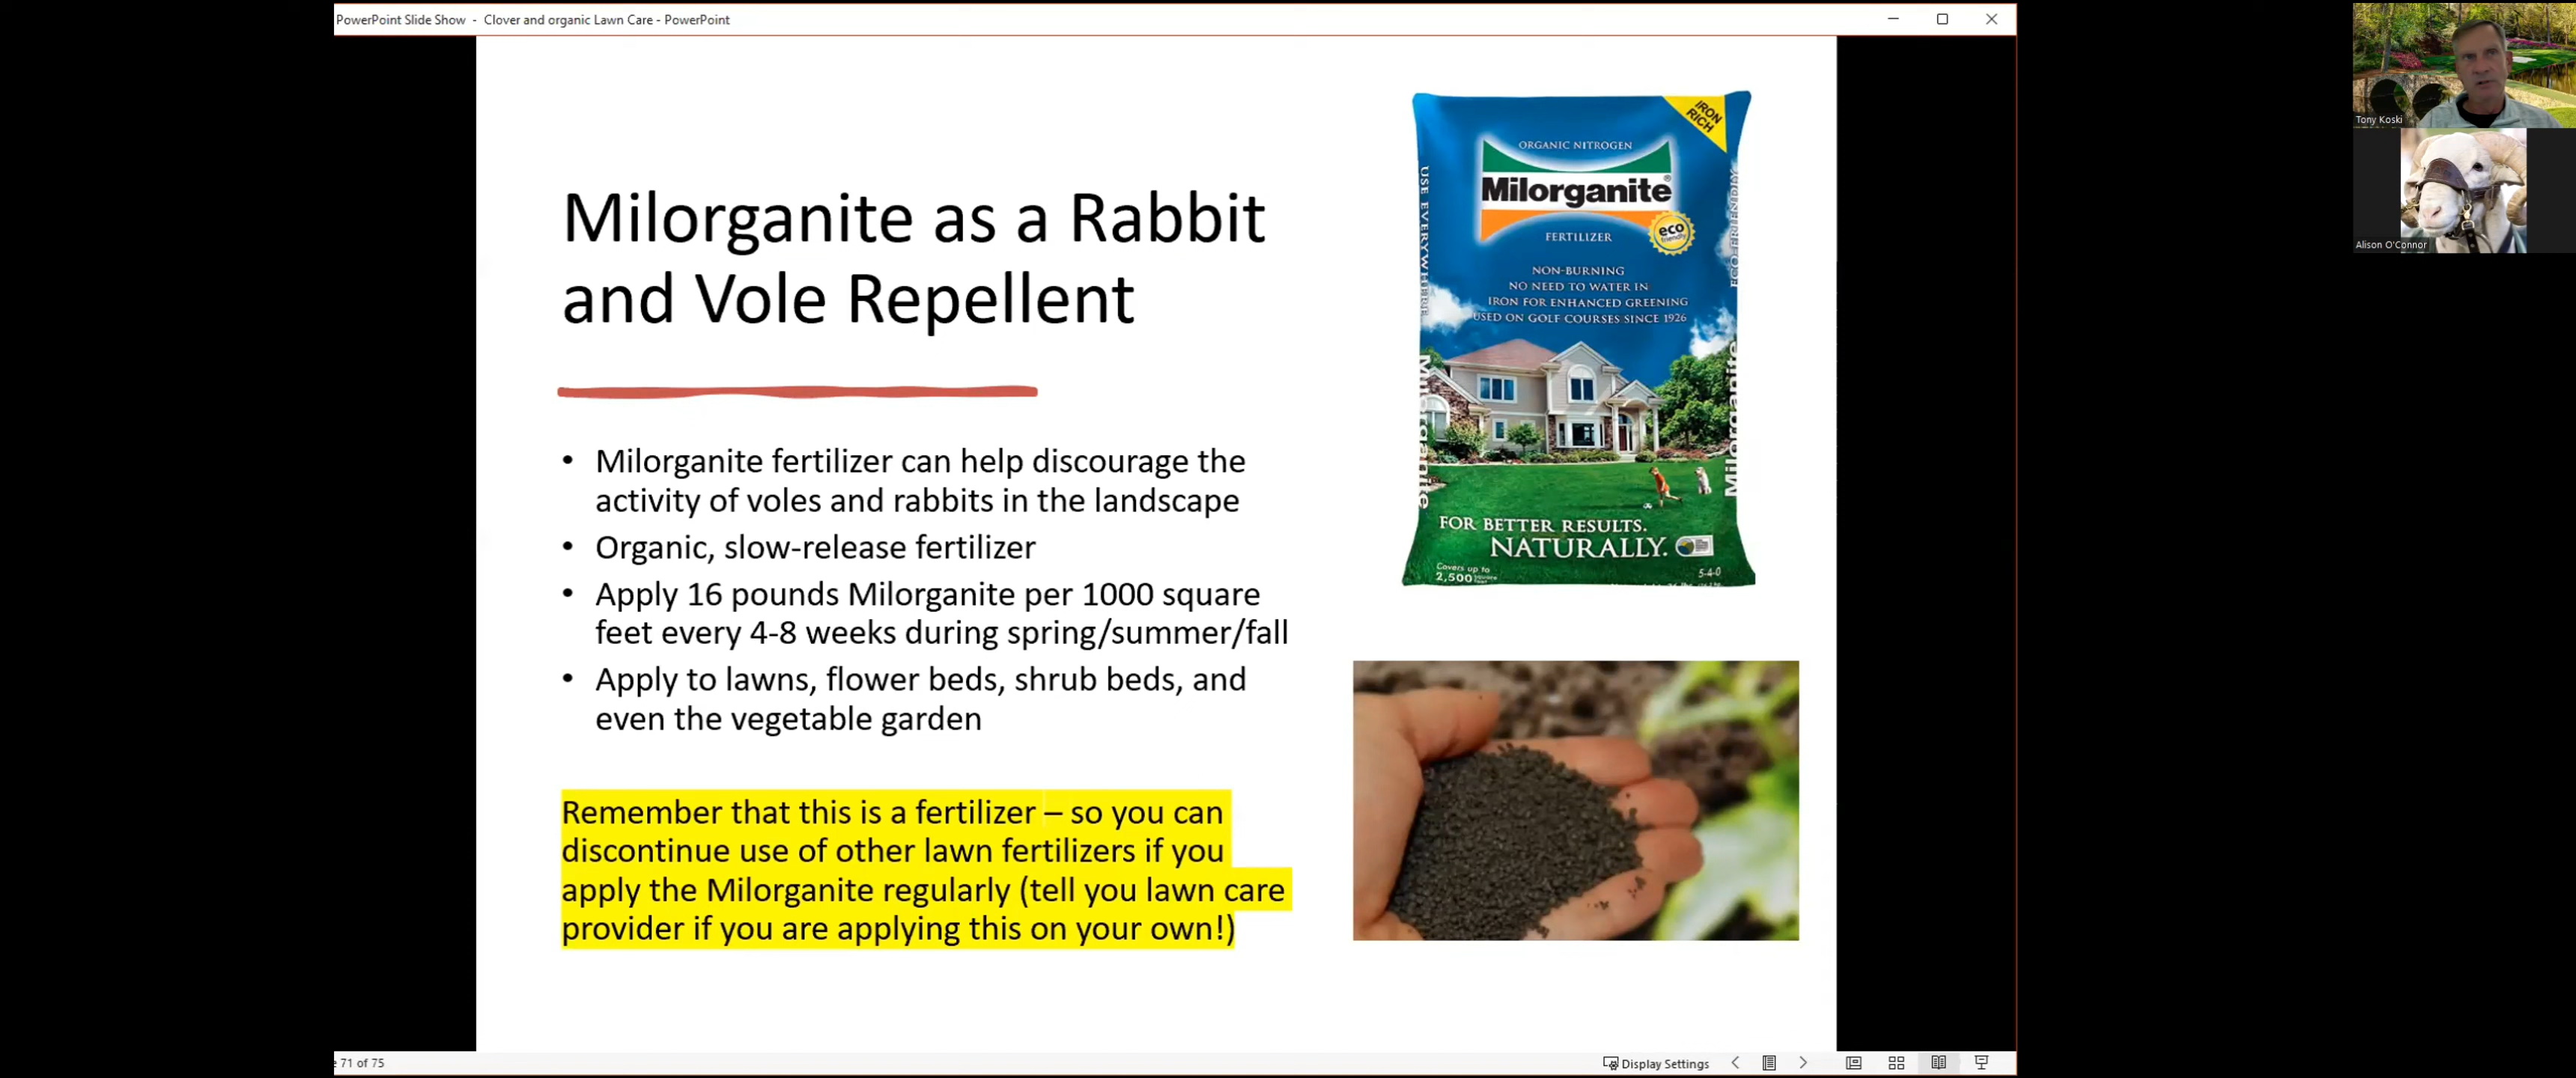 PowerPoint Slide Show - Clover and organic Lawn Care - PowerPoint
Tony Koski
Alison O'Connor
Milorganite as a Rabbit
and Vole Repellent
• Milorganite fertilizer can help discourage the
activity of voles and rabbits in the landscape
• Organic, slow-release fertilizer
• Apply 16 pounds Milorganite per 1000 square
feet every 4-8 weeks during spring/summer/fall
• Apply to lawns, flower beds, shrub beds, and
even the vegetable garden
Remember that this is a fertilizer – so you can
discontinue use of other lawn fertilizers if you
apply the Milorganite regularly (tell you lawn care
provider if you are applying this on your own!)
IRON
RICH
ORGANIC NITROGEN
Milorganite®
FERTILIZER
eco
friendly
NON-BURNING
NO NEED TO WATER IN
IRON FOR ENHANCED GREENING
USED ON GOLF COURSES SINCE 1926
USE EVERYWHERE
ECO-FRIENDLY
Milorganite
Milorganite
FOR BETTER RESULTS.
NATURALLY.
Covers up to
2,500 square
feet
5-4-0
71 of 75
Display Settings